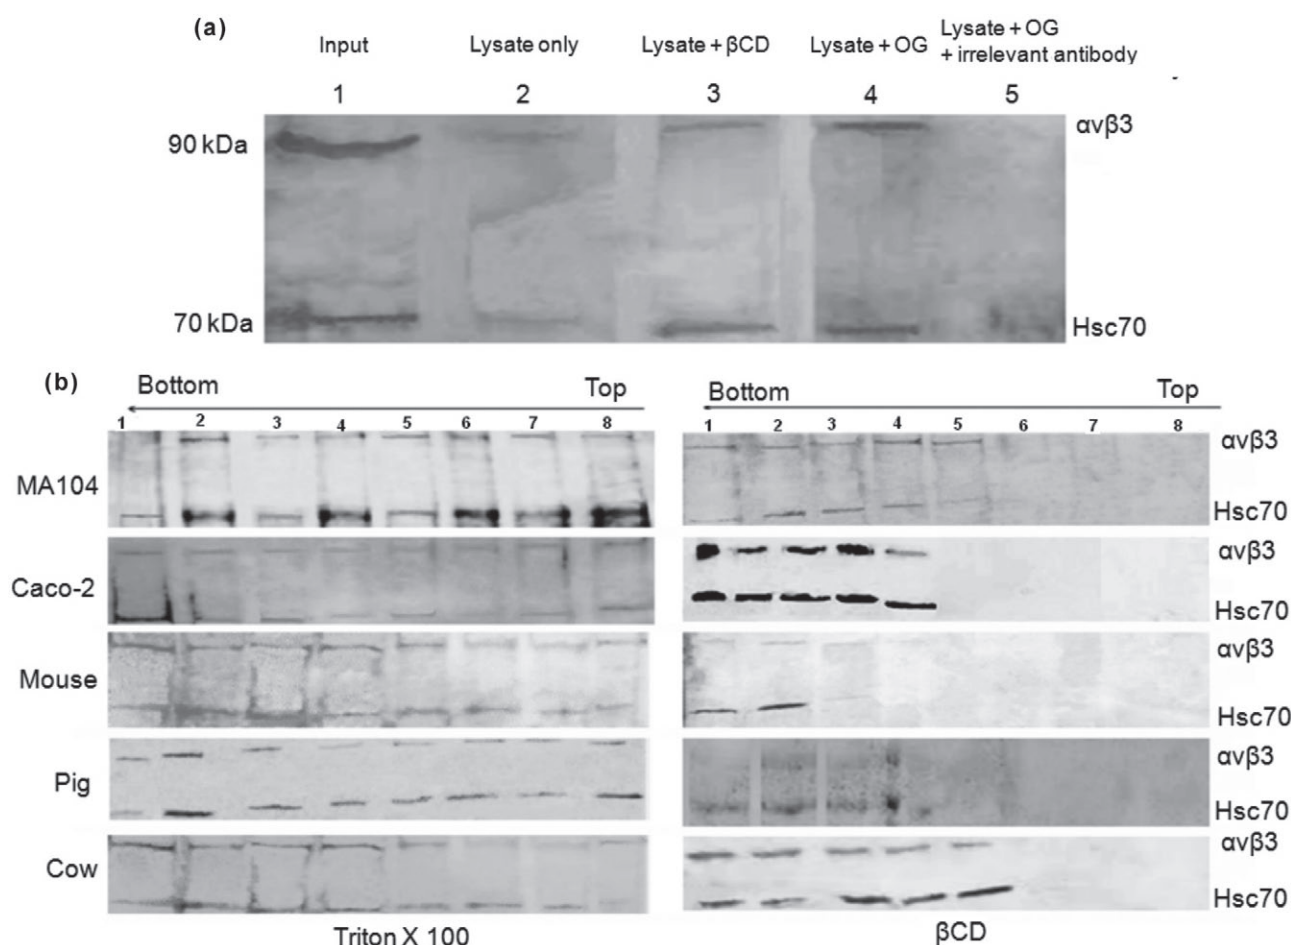 (a)
Input
Lysate only
Lysate + βCD
Lysate + OG
Lysate + OG
+ irrelevant antibody
1 2 3 4 5
90 kDa
αvβ3
70 kDa
Hsc70
(b)
Bottom Top
Bottom Top
1 2 3 4 5 6 7 8
1 2 3 4 5 6 7 8
MA104
αvβ3
Hsc70
Caco-2
αvβ3
Hsc70
Mouse
αvβ3
Hsc70
Pig
αvβ3
Hsc70
Cow
αvβ3
Hsc70
Triton X 100
βCD